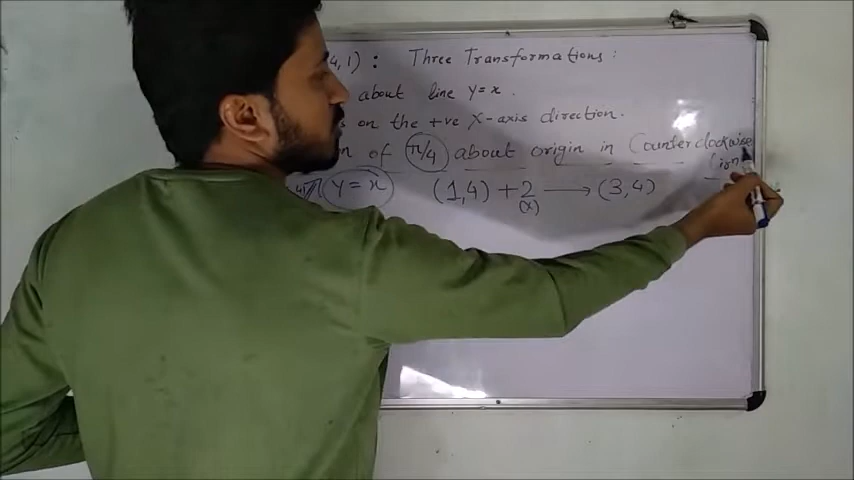 4,1) : Three Transformations :
about line Y=x.
on the +ve X-axis direction.
of π/4 about origin in Counterclockwise
Y=x (1,4) + 2 ⟶ (3,4)
(x)